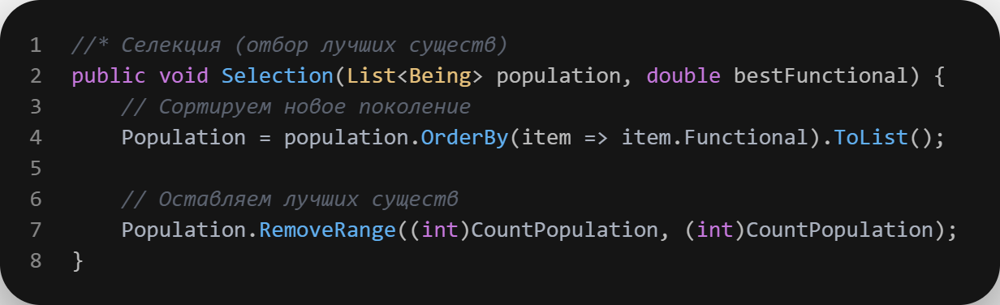 1 //* Селекция (отбор лучших существ)
2 public void Selection(List<Being> population, double bestFunctional) {
3     // Сортируем новое поколение
4     Population = population.OrderBy(item => item.Functional).ToList();
5
6     // Оставляем лучших существ
7     Population.RemoveRange((int)CountPopulation, (int)CountPopulation);
8 }